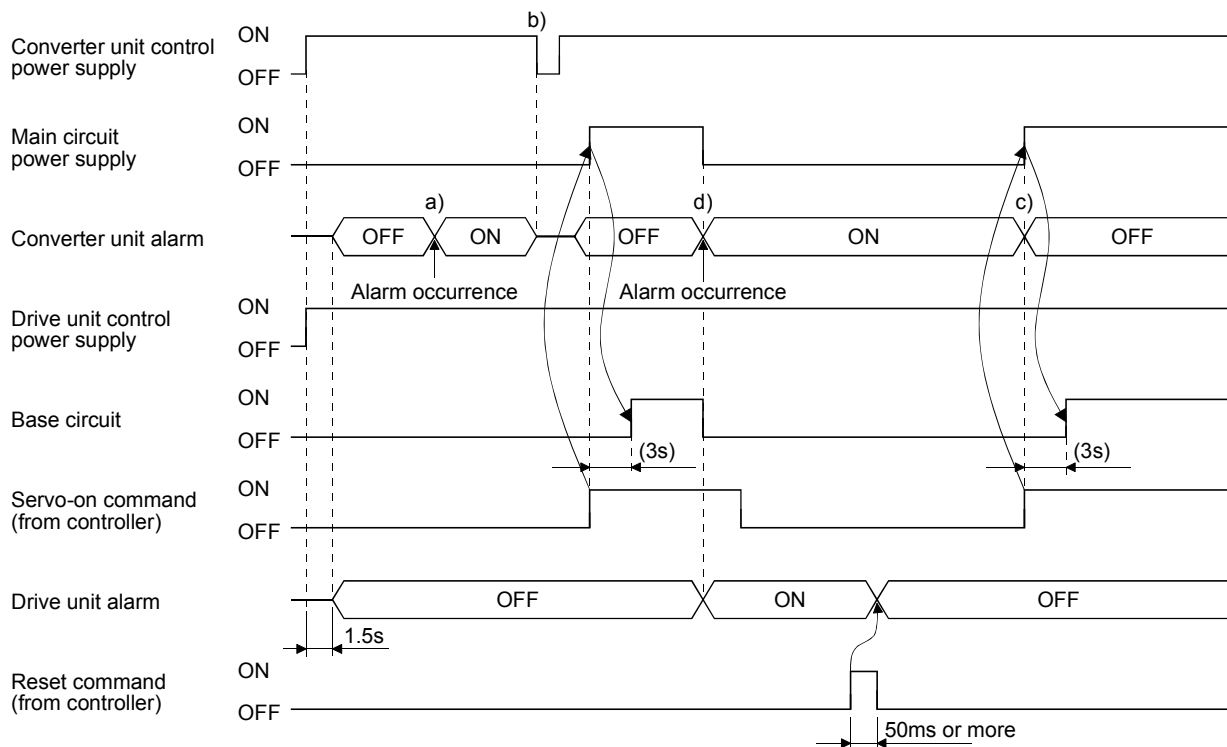 b)
Converter unit control
power supply
ON
OFF
Main circuit
power supply
ON
OFF
a)
d)
c)
Converter unit alarm
OFF
ON
OFF
ON
OFF
Alarm occurrence
Alarm occurrence
Drive unit control
power supply
ON
OFF
Base circuit
ON
OFF
(3s)
(3s)
Servo-on command
(from controller)
ON
OFF
Drive unit alarm
OFF
ON
OFF
1.5s
Reset command
(from controller)
ON
OFF
50ms or more